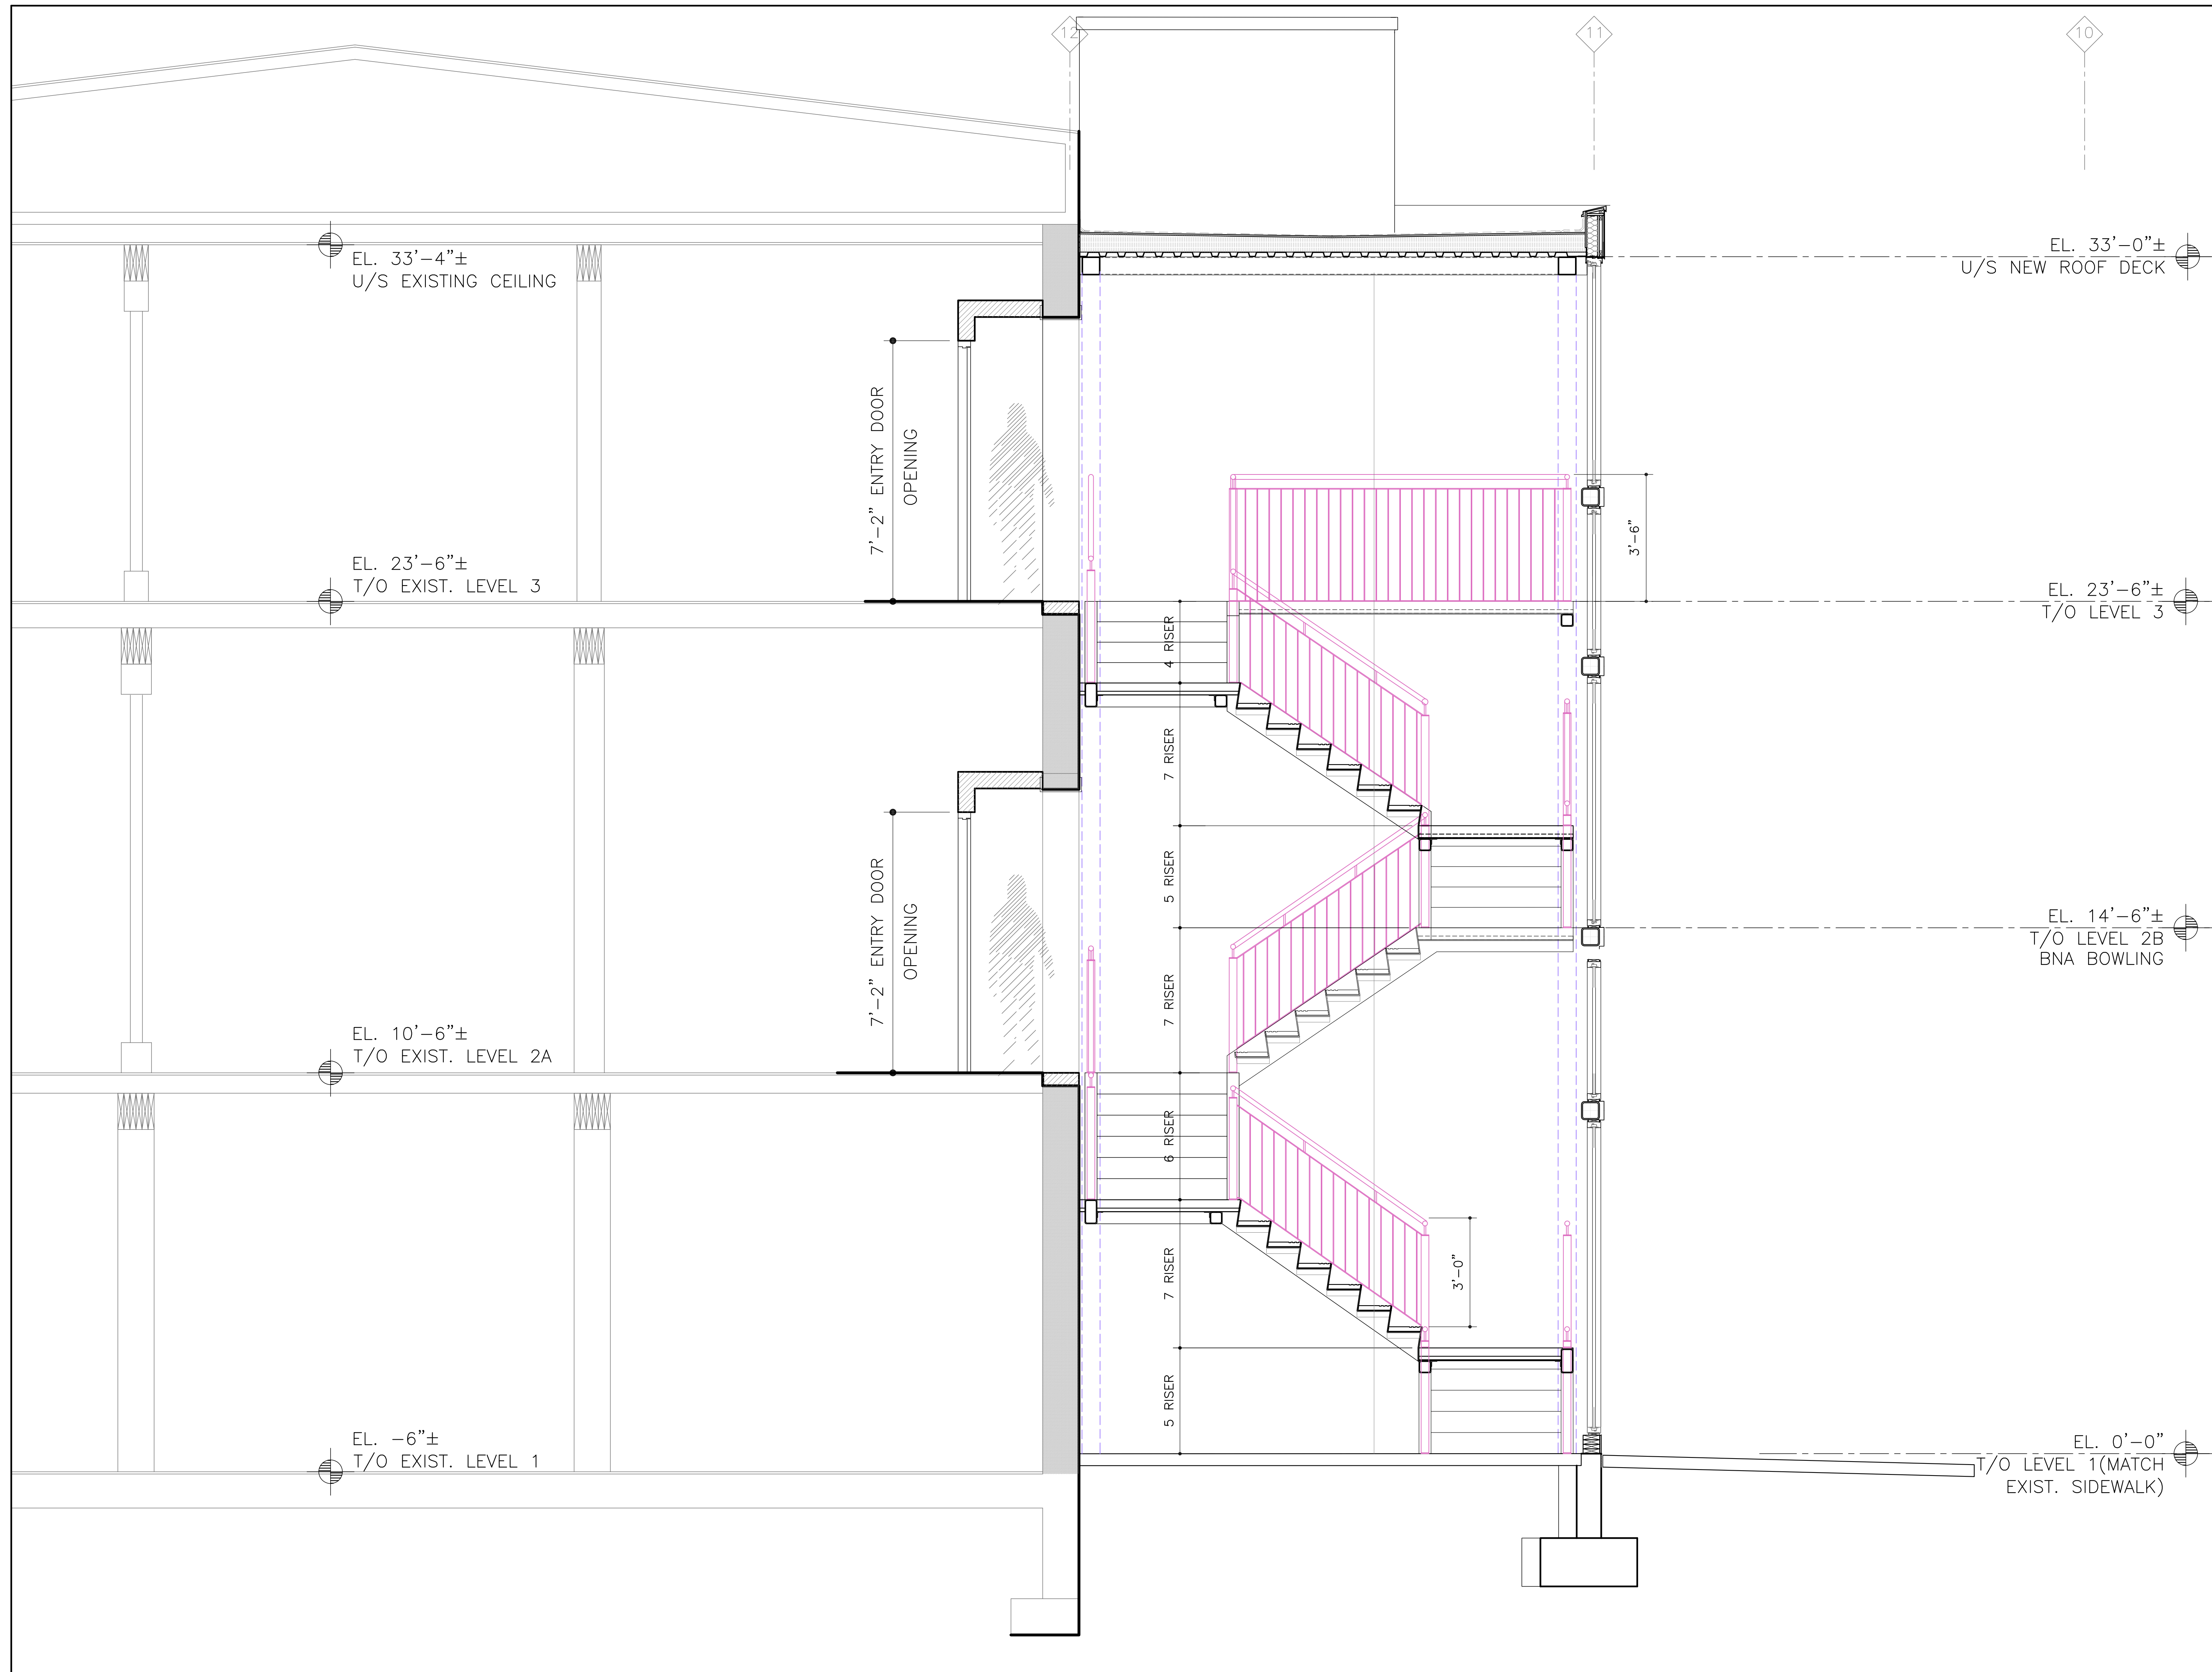 12
11
10
EL. 33'-4"±
U/S EXISTING CEILING
EL. 33'-0"±
U/S NEW ROOF DECK
7'-2" ENTRY DOOR
OPENING
3'-6"
EL. 23'-6"±
T/O EXIST. LEVEL 3
EL. 23'-6"±
T/O LEVEL 3
4 RISER
7 RISER
5 RISER
7'-2" ENTRY DOOR
OPENING
EL. 14'-6"±
T/O LEVEL 2B
BNA BOWLING
7 RISER
EL. 10'-6"±
T/O EXIST. LEVEL 2A
6 RISER
7 RISER
3'-0"
5 RISER
EL. -6"±
T/O EXIST. LEVEL 1
EL. 0'-0"
T/O LEVEL 1(MATCH
EXIST. SIDEWALK)